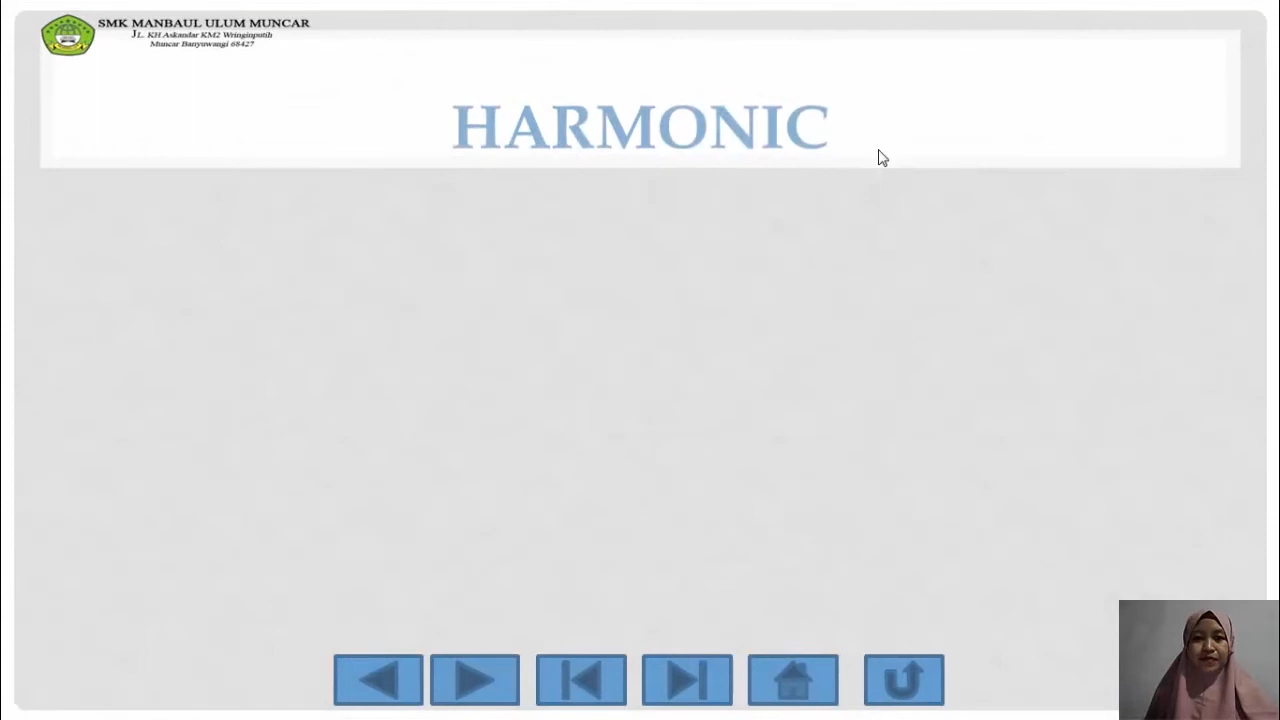 SMK MANBAUL ULUM MUNCAR
JL. KH Askandar KM2 Wringinputih
Muncar Banyuwangi 68427
HARMONIC